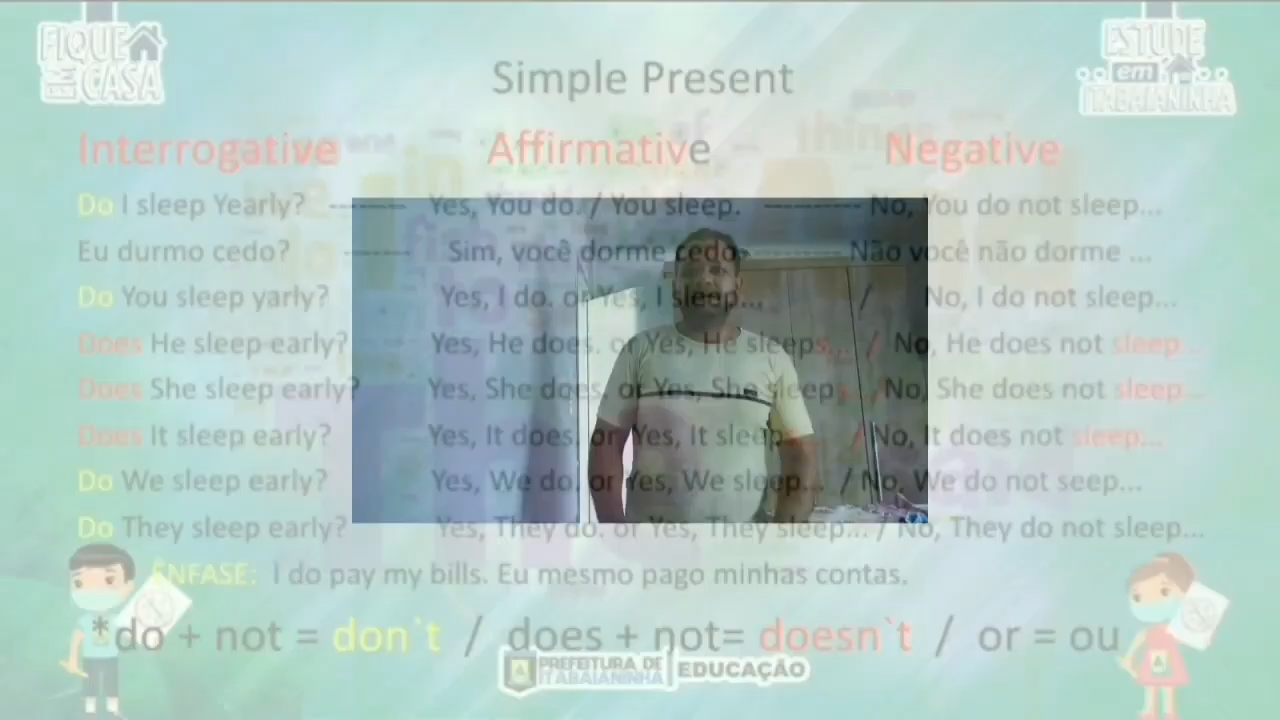 FIQUE EM CASA
ESTUDE em ITABAIANINHA
Simple Present
Interrogative Affirmative Negative
Do I sleep Yearly? -------- Yes, You do. / You sleep. ---------- No, You do not sleep...
Eu durmo cedo? ------- Sim, você dorme cedo. --------- Não você não dorme ...
Do You sleep yarly? Yes, I do. or Yes, I sleep... / No, I do not sleep...
Does He sleep early? Yes, He does. or Yes, He sleeps... / No, He does not sleep...
Does She sleep early? Yes, She does. or Yes, She sleeps... / No, She does not sleep...
Does It sleep early? Yes, It does. or Yes, It sleep / No, It does not sleep...
Do We sleep early? Yes, We do. or Yes, We sleep... / No, We do not seep...
Do They sleep early? Yes, They do. or Yes, They sleep... / No, They do not sleep...
ÊNFASE: I do pay my bills. Eu mesmo pago minhas contas.
*do + not = don`t / does + not= doesn`t / or = ou
PREFEITURA DE ITABAIANINHA EDUCAÇÃO